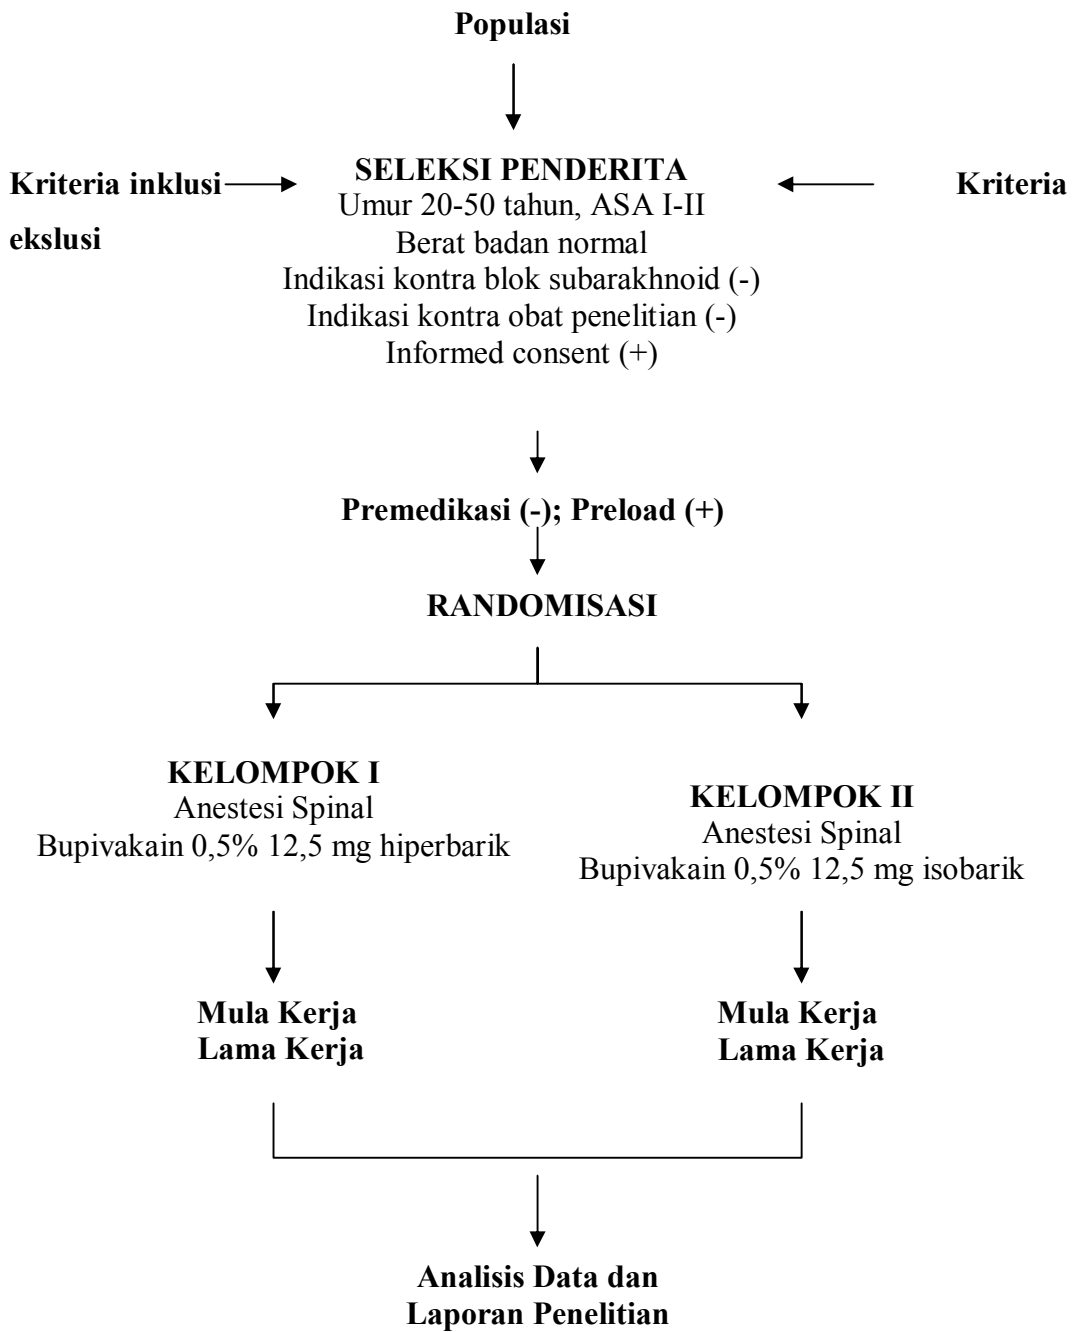 Populasi
SELEKSI PENDERITA
Kriteria inklusi
Kriteria
ekslusi
Umur 20-50 tahun, ASA I-II
Berat badan normal
Indikasi kontra blok subarakhnoid (-)
Indikasi kontra obat penelitian (-)
Informed consent (+)
Premedikasi (-); Preload (+)
RANDOMISASI
KELOMPOK I
Anestesi Spinal
Bupivakain 0,5% 12,5 mg hiperbarik
KELOMPOK II
Anestesi Spinal
Bupivakain 0,5% 12,5 mg isobarik
Mula Kerja
Lama Kerja
Mula Kerja
Lama Kerja
Analisis Data dan
Laporan Penelitian